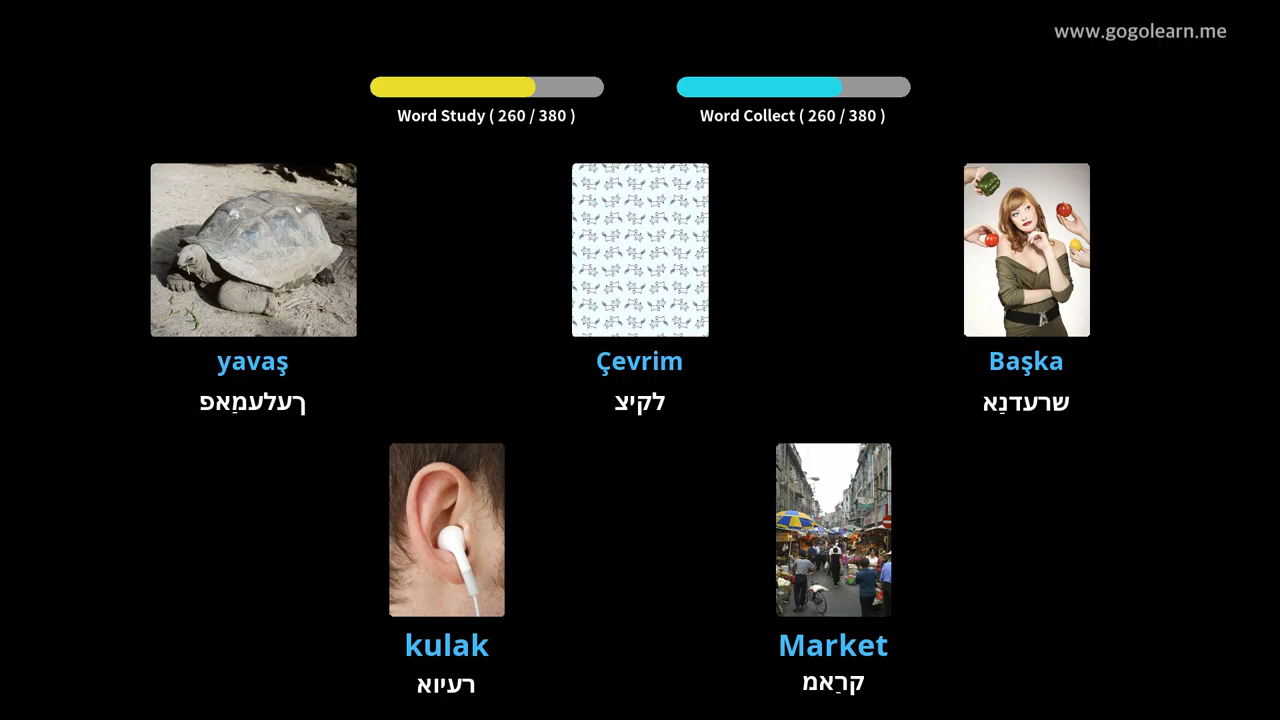 www.gogolearn.me
Word Study ( 260 / 380 )
Word Collect ( 260 / 380 )
yavaş
Çevrim
Başka
ךעלעמַאפ
לקיצ
שרעדנַא
kulak
Market
רעיוא
קרַאמ